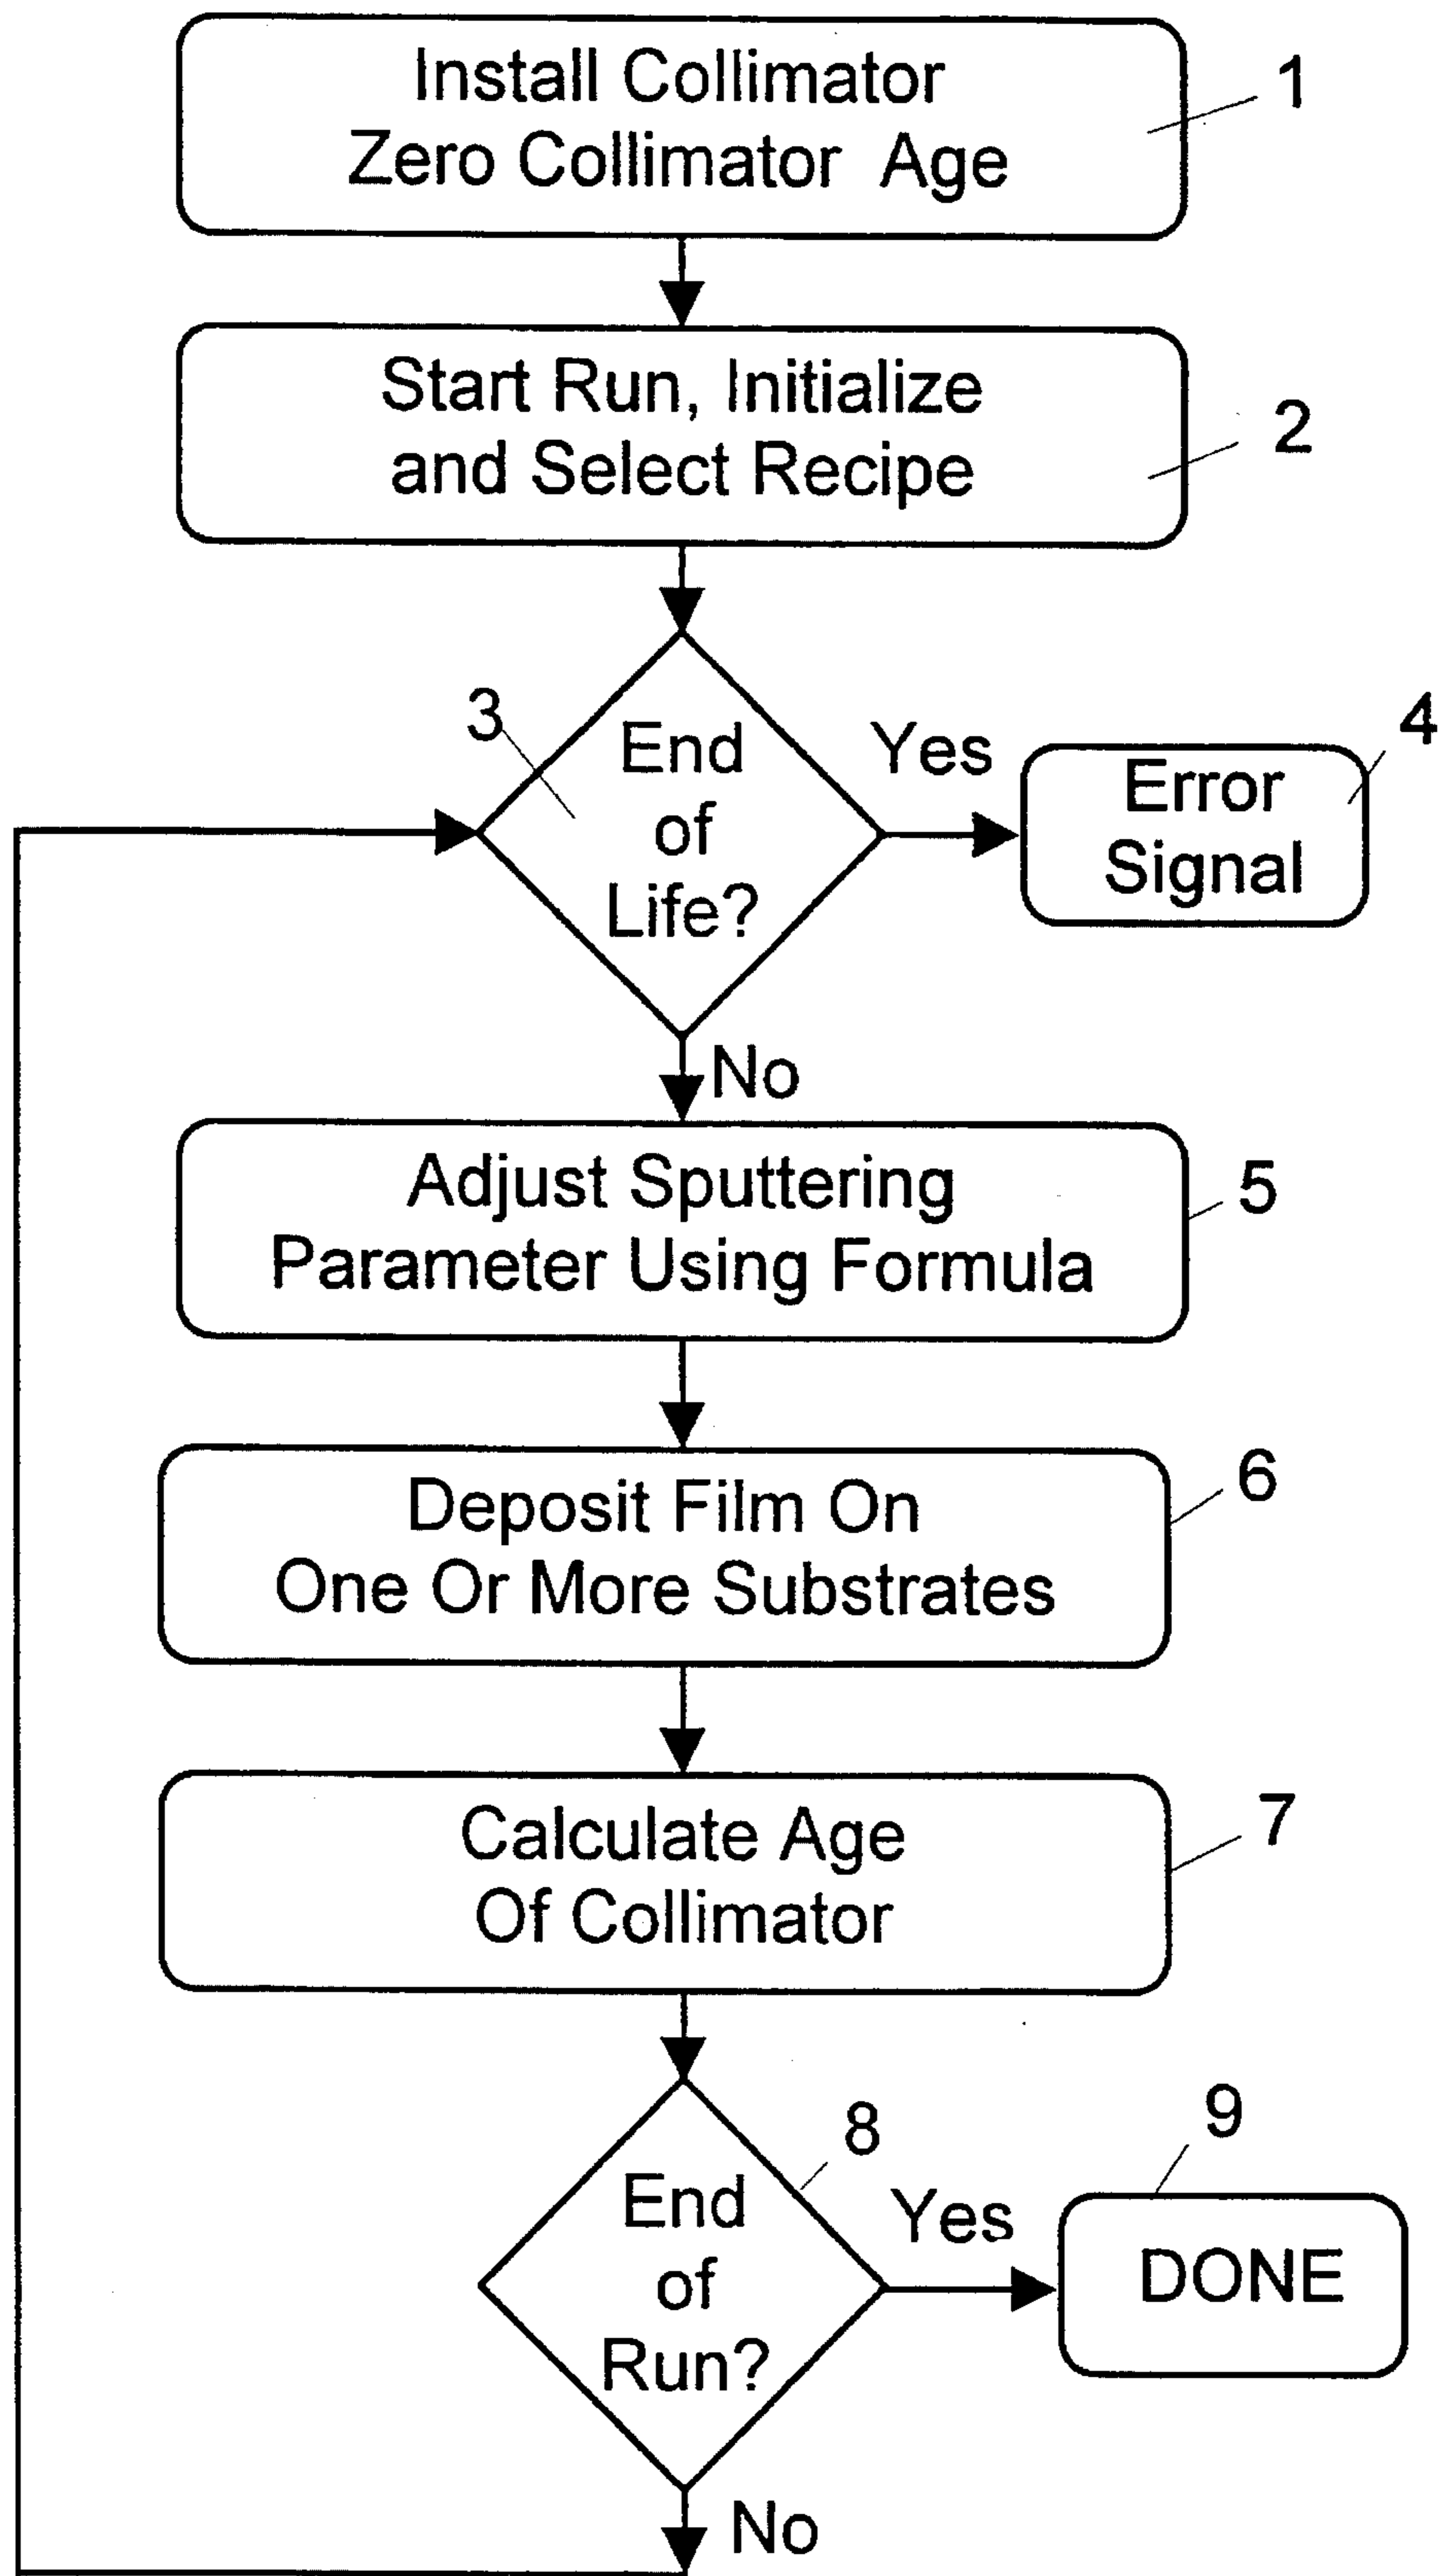 Install Collimator
Zero Collimator Age
1
Start Run, Initialize
and Select Recipe
2
3
End
of
Life?
Yes
Error
Signal
4
No
Adjust Sputtering
Parameter Using Formula
5
Deposit Film On
One Or More Substrates
6
Calculate Age
Of Collimator
7
End
of
Run?
8
Yes
DONE
9
No